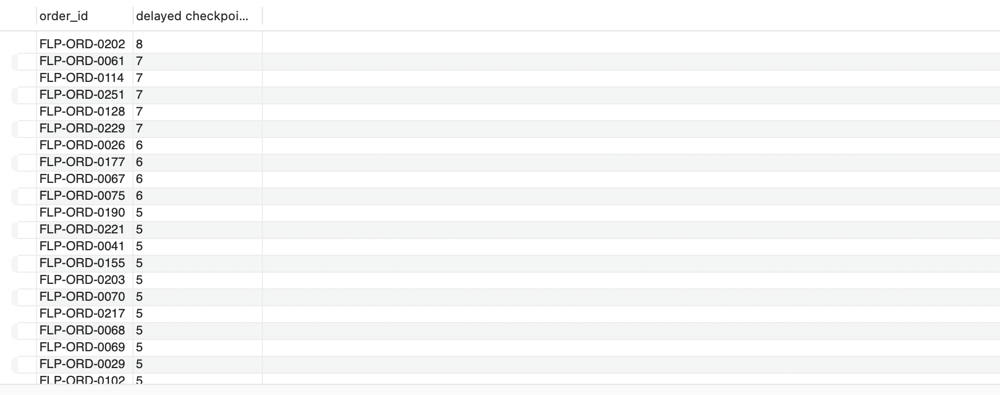 order_id delayed checkpoi...
FLP-ORD-0202 8
FLP-ORD-0061 7
FLP-ORD-0114 7
FLP-ORD-0251 7
FLP-ORD-0128 7
FLP-ORD-0229 7
FLP-ORD-0026 6
FLP-ORD-0177 6
FLP-ORD-0067 6
FLP-ORD-0075 6
FLP-ORD-0190 5
FLP-ORD-0221 5
FLP-ORD-0041 5
FLP-ORD-0155 5
FLP-ORD-0203 5
FLP-ORD-0070 5
FLP-ORD-0217 5
FLP-ORD-0068 5
FLP-ORD-0069 5
FLP-ORD-0029 5
FLP-ORD-0102 5